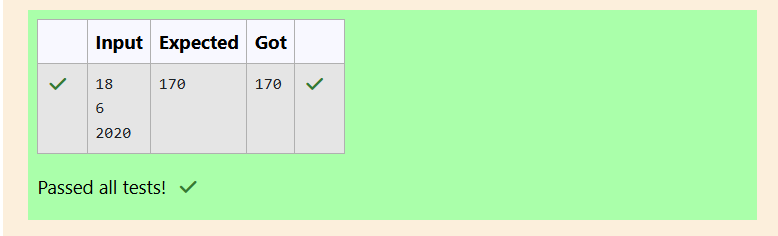 Input Expected Got
18 170 170
6
2020
Passed all tests!